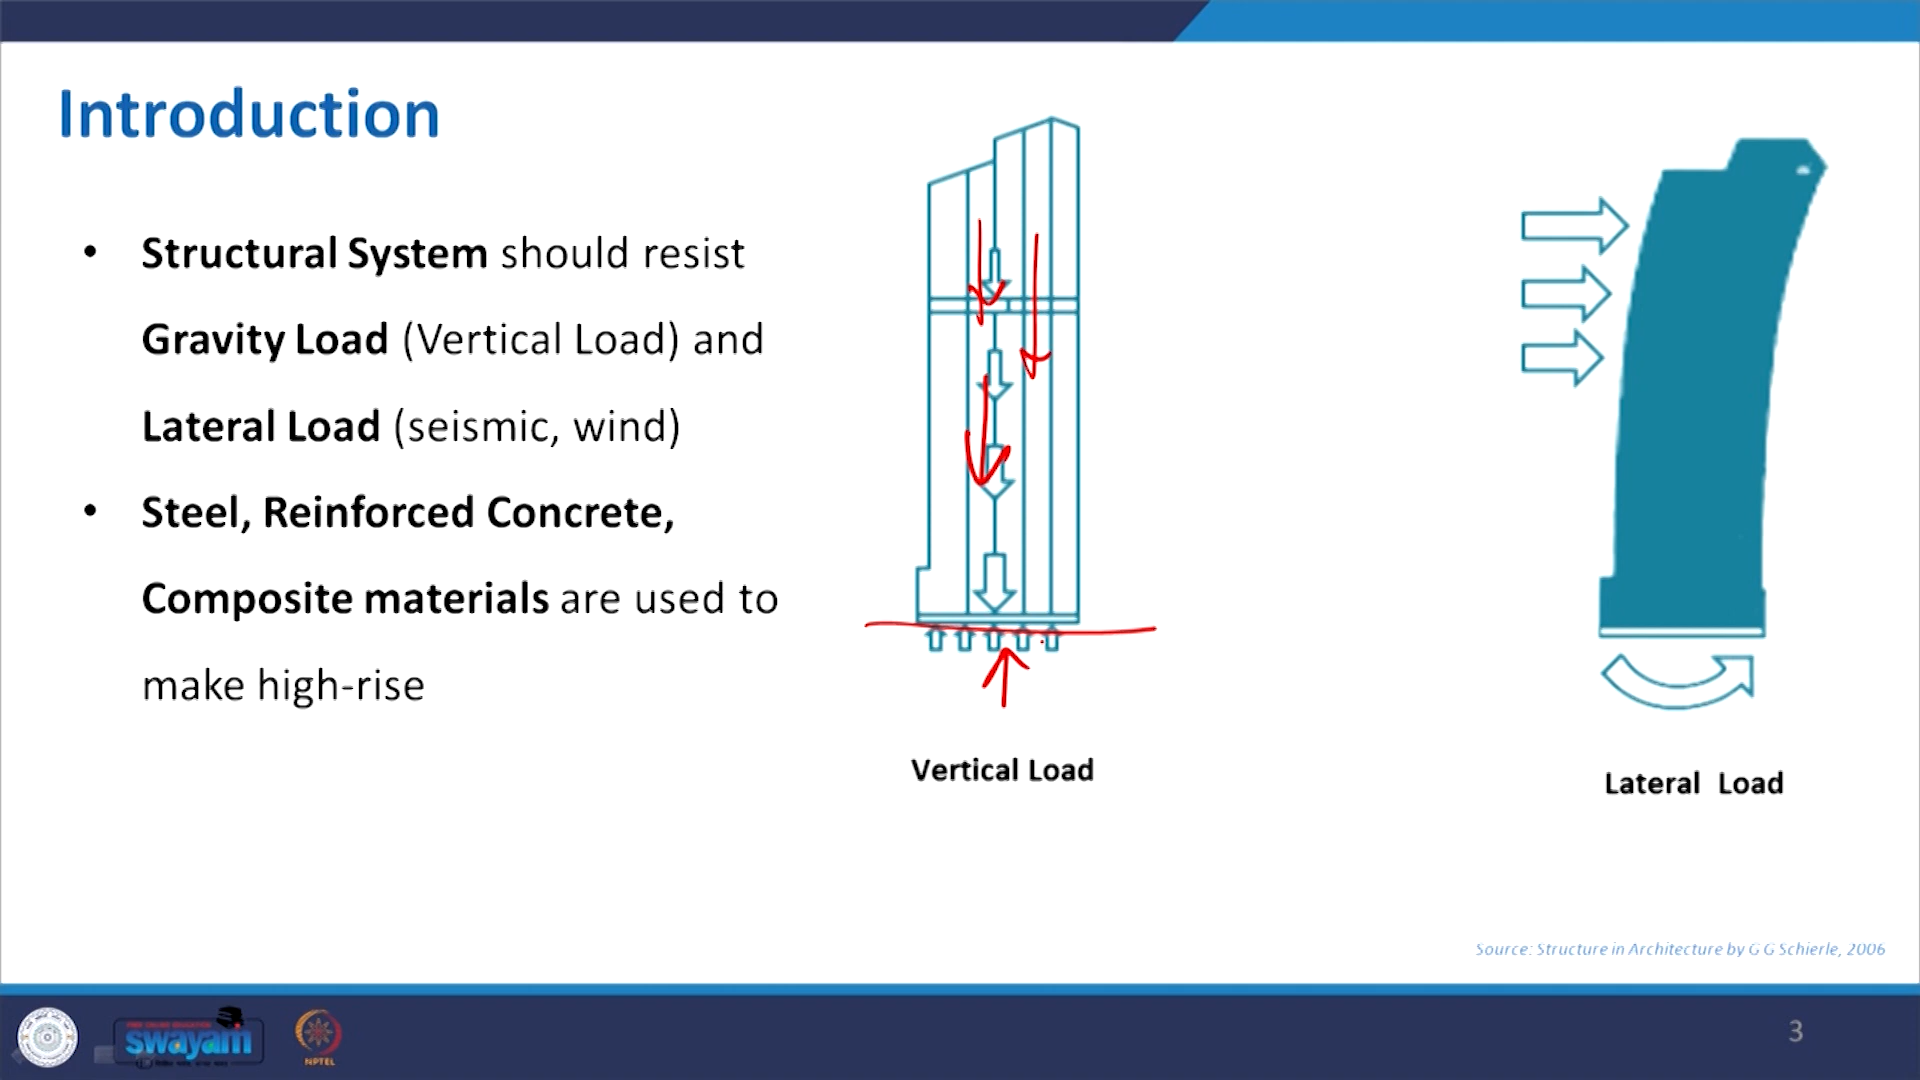 Introduction
• Structural System should resist
Gravity Load (Vertical Load) and
Lateral Load (seismic, wind)
• Steel, Reinforced Concrete,
Composite materials are used to
make high-rise
Vertical Load
Lateral Load
Source: Structure in Architecture by G G Schierle, 2006
swayam
NPTEL
3